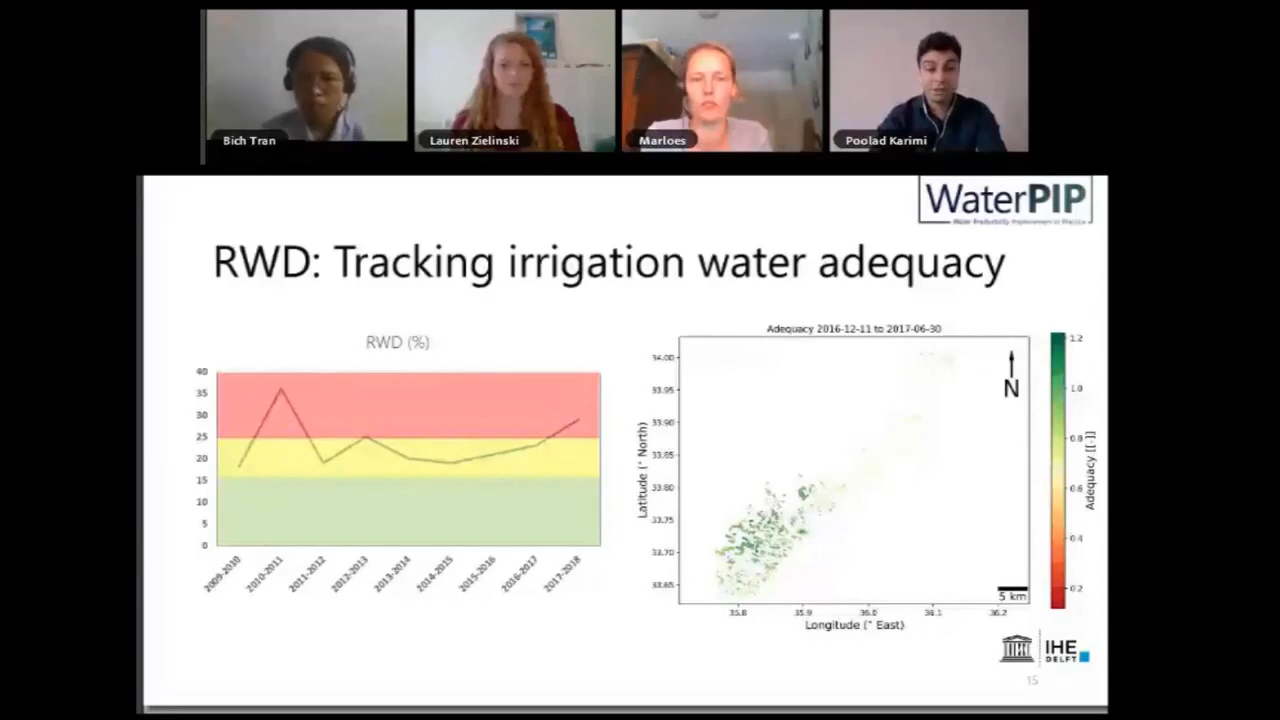 Bich Tran
Lauren Zielinski
Marloes
Poolad Karimi
WaterPIP
Water Productivity Improvement in Practice
RWD: Tracking irrigation water adequacy
RWD (%)
40
35
30
25
20
15
10
5
0
2009-2010
2010-2011
2011-2012
2012-2013
2013-2014
2014-2015
2015-2016
2016-2017
2017-2018
Adequacy 2016-12-11 to 2017-06-30
34.00
33.95
33.90
33.85
33.80
33.75
33.70
33.65
Latitude (° North)
35.8
35.9
36.0
36.1
36.2
Longitude (° East)
N
5 km
1.2
1.0
0.8
0.6
0.4
0.2
Adequacy [[-]]
IHE
DELFT
15